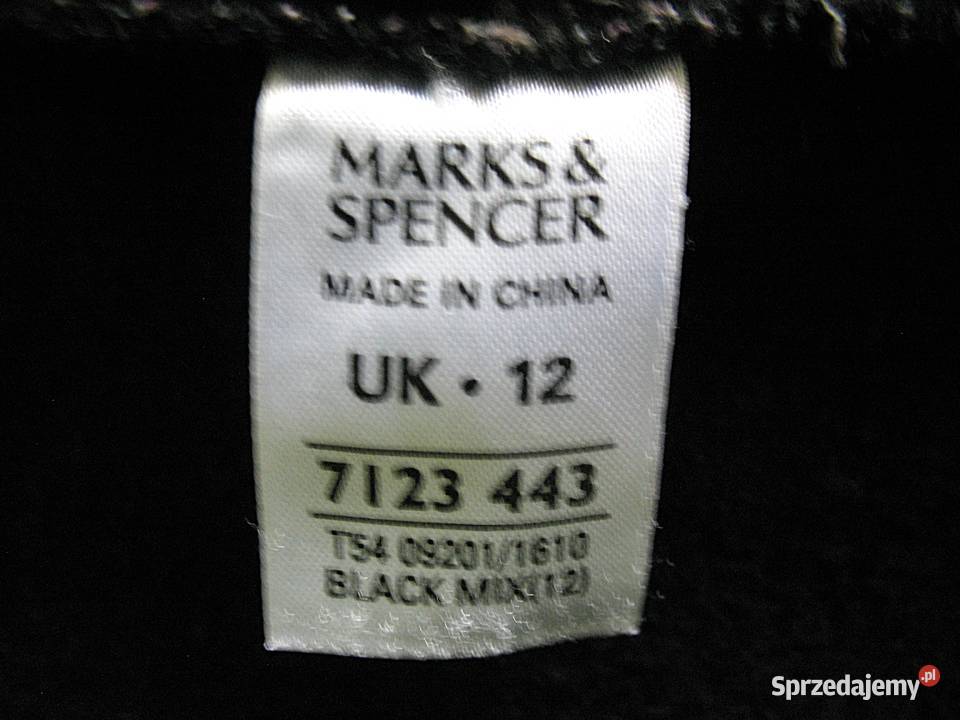 MARKS &
SPENCER
MADE IN CHINA
UK • 12
7123 443
T54 09201/1610
BLACK MIX(12)
Sprzedajemy.pl